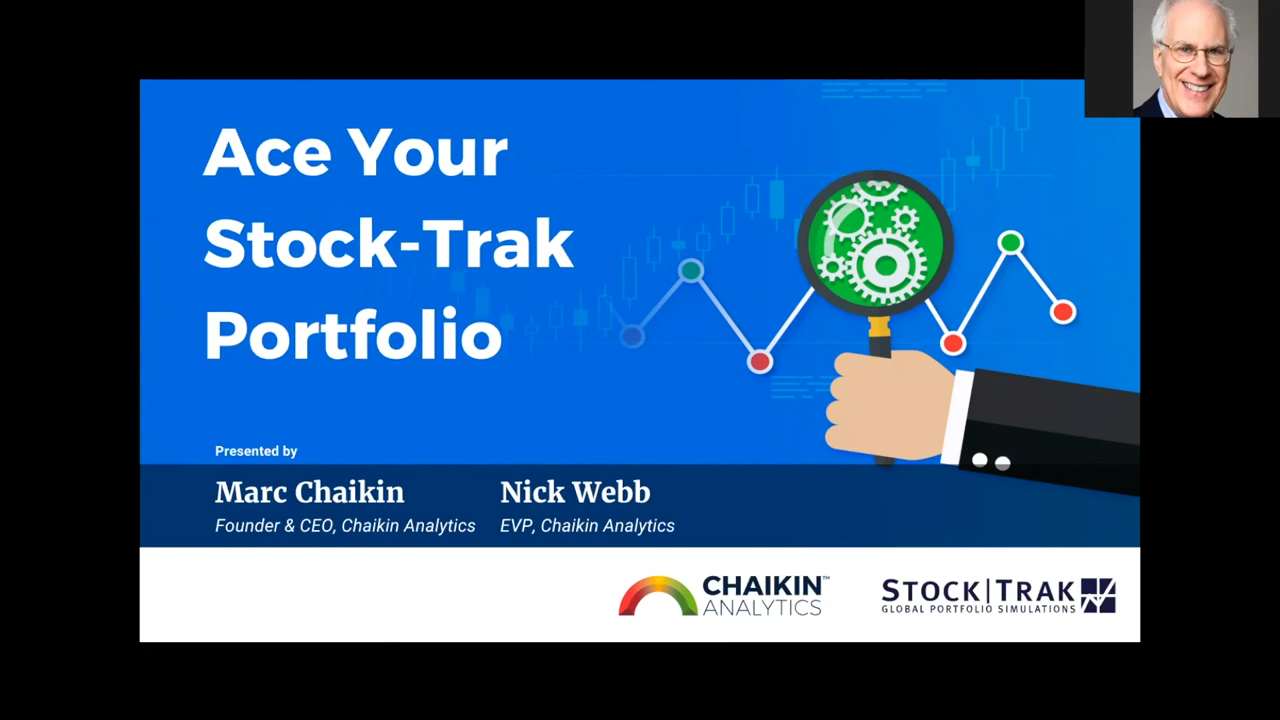 Ace Your
Stock-Trak
Portfolio
Presented by
Marc Chaikin
Founder & CEO, Chaikin Analytics
Nick Webb
EVP, Chaikin Analytics
CHAIKIN™
ANALYTICS
STOCK|TRAK
GLOBAL PORTFOLIO SIMULATIONS